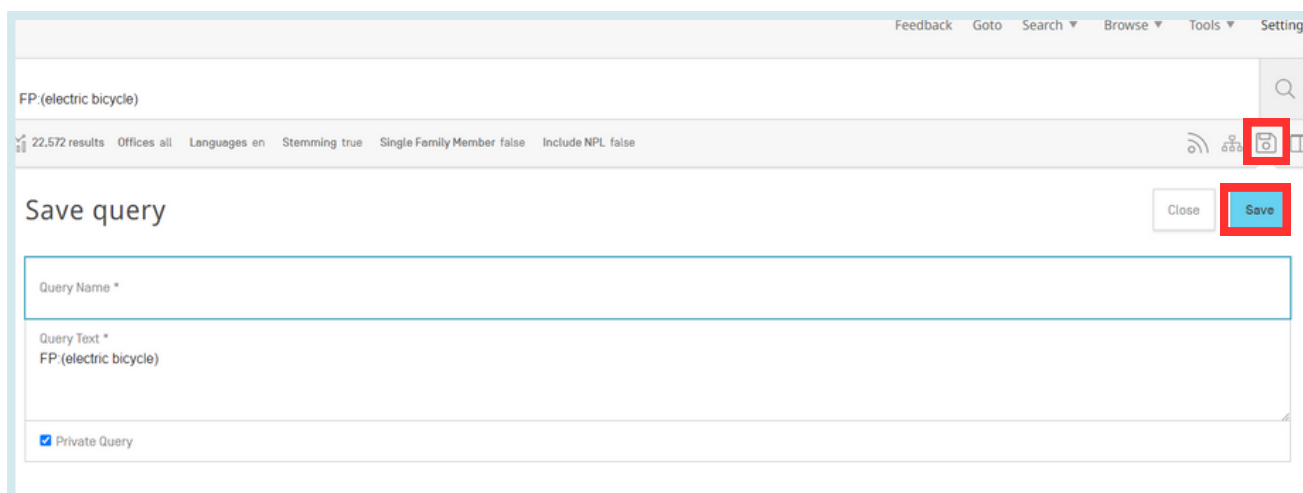 Feedback Goto Search ▼ Browse ▼ Tools ▼ Setting
FP:(electric bicycle)
22,572 results Offices all Languages en Stemming true Single Family Member false Include NPL false
Save query
Close Save
Query Name *
Query Text *
FP:(electric bicycle)
Private Query